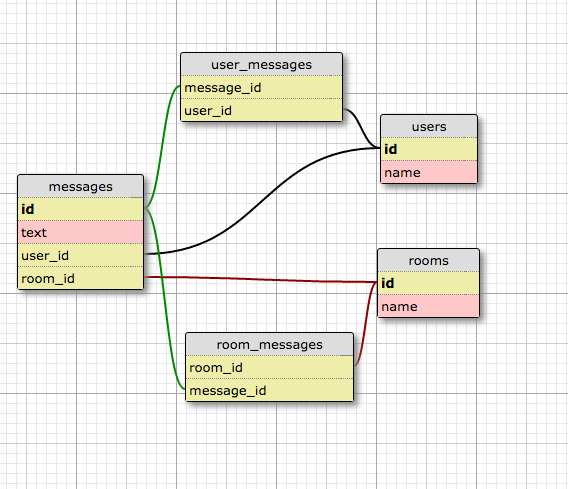 user_messages
message_id
user_id
users
id
name
messages
id
text
user_id
room_id
rooms
id
name
room_messages
room_id
message_id